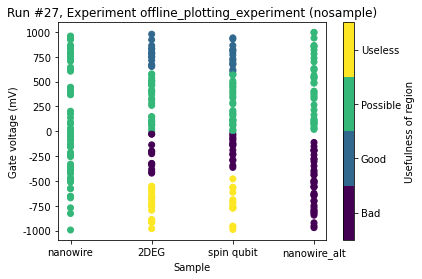 Run #27, Experiment offline_plotting_experiment (nosample)
1000
750
500
250
0
-250
-500
-750
-1000
Gate voltage (mV)
nanowire
2DEG
spin qubit
nanowire_alt
Sample
Useless
Possible
Good
Bad
Usefulness of region